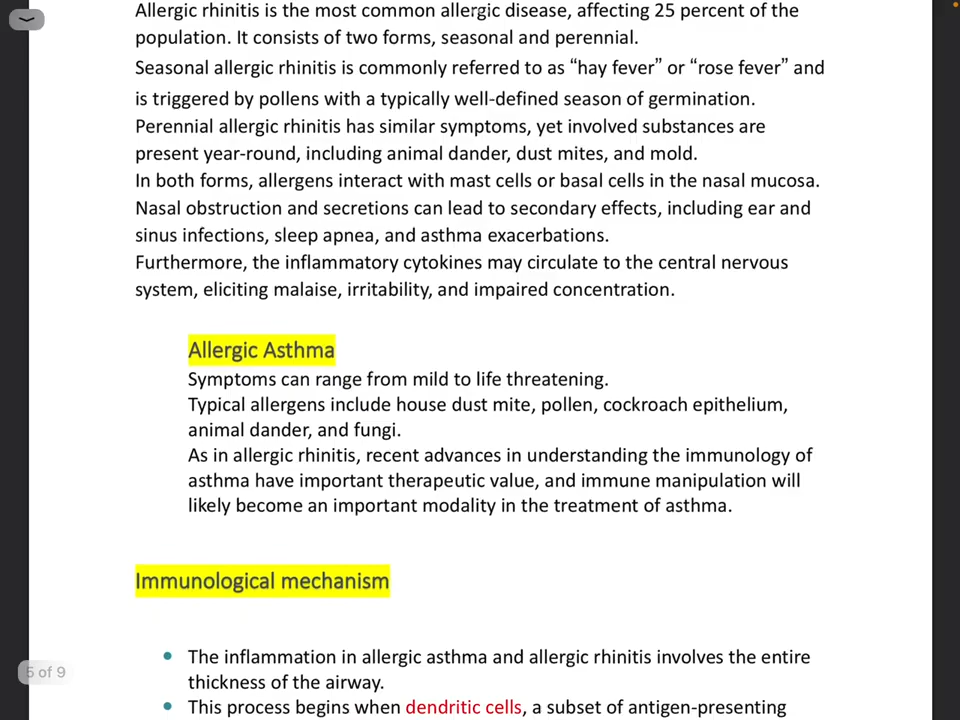 Allergic rhinitis is the most common allergic disease, affecting 25 percent of the
population. It consists of two forms, seasonal and perennial.
Seasonal allergic rhinitis is commonly referred to as “hay fever” or “rose fever” and
is triggered by pollens with a typically well-defined season of germination.
Perennial allergic rhinitis has similar symptoms, yet involved substances are
present year-round, including animal dander, dust mites, and mold.
In both forms, allergens interact with mast cells or basal cells in the nasal mucosa.
Nasal obstruction and secretions can lead to secondary effects, including ear and
sinus infections, sleep apnea, and asthma exacerbations.
Furthermore, the inflammatory cytokines may circulate to the central nervous
system, eliciting malaise, irritability, and impaired concentration.
Allergic Asthma
Symptoms can range from mild to life threatening.
Typical allergens include house dust mite, pollen, cockroach epithelium,
animal dander, and fungi.
As in allergic rhinitis, recent advances in understanding the immunology of
asthma have important therapeutic value, and immune manipulation will
likely become an important modality in the treatment of asthma.
Immunological mechanism
• The inflammation in allergic asthma and allergic rhinitis involves the entire
thickness of the airway.
5 of 9
• This process begins when dendritic cells, a subset of antigen-presenting